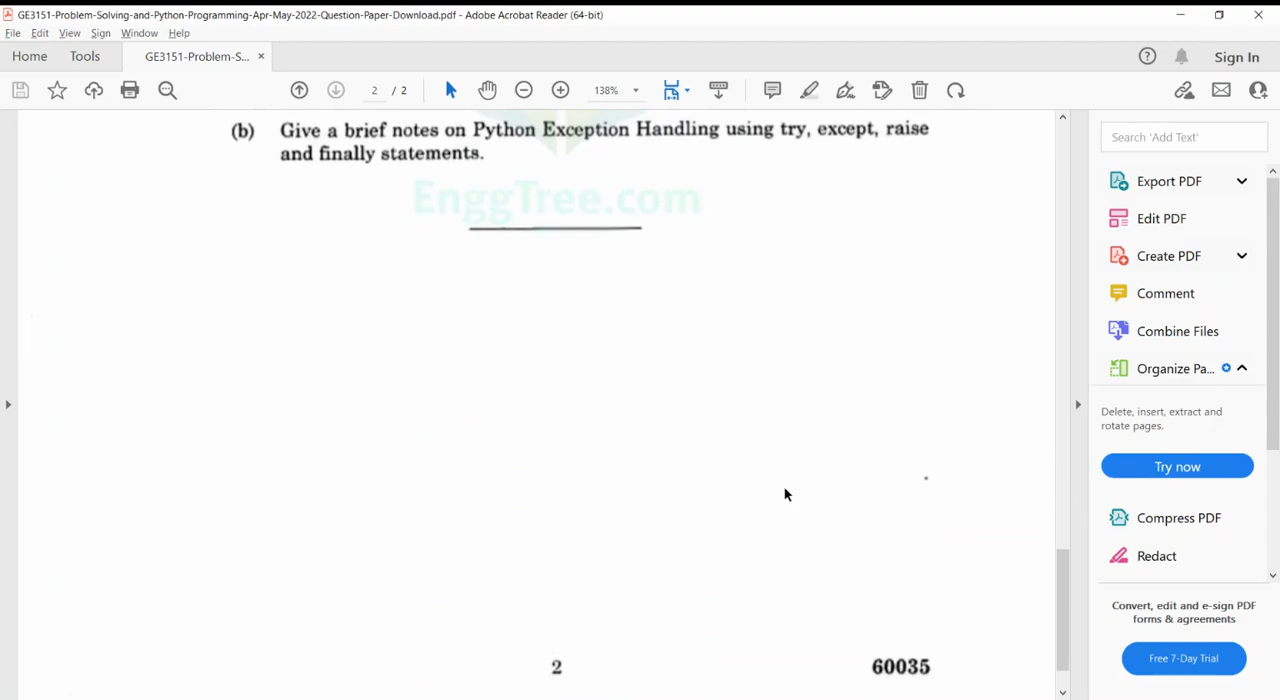 GE3151-Problem-Solving-and-Python-Programming-Apr-May-2022-Question-Paper-Download.pdf - Adobe Acrobat Reader (64-bit)
File Edit View Sign Window Help
Home Tools GE3151-Problem-S... × Sign In
2 / 2 138%
(b) Give a brief notes on Python Exception Handling using try, except, raise
and finally statements.
EnggTree.com
2 60035
Search 'Add Text'
Export PDF
Edit PDF
Create PDF
Comment
Combine Files
Organize Pa...
Delete, insert, extract and
rotate pages.
Try now
Compress PDF
Redact
Convert, edit and e-sign PDF
forms & agreements
Free 7-Day Trial